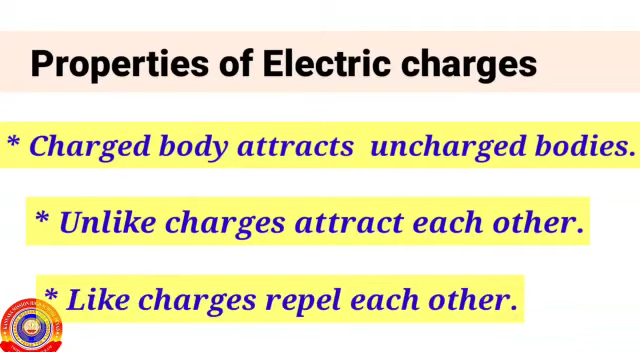 Properties of Electric charges
* Charged body attracts uncharged bodies.
* Unlike charges attract each other.
* Like charges repel each other.